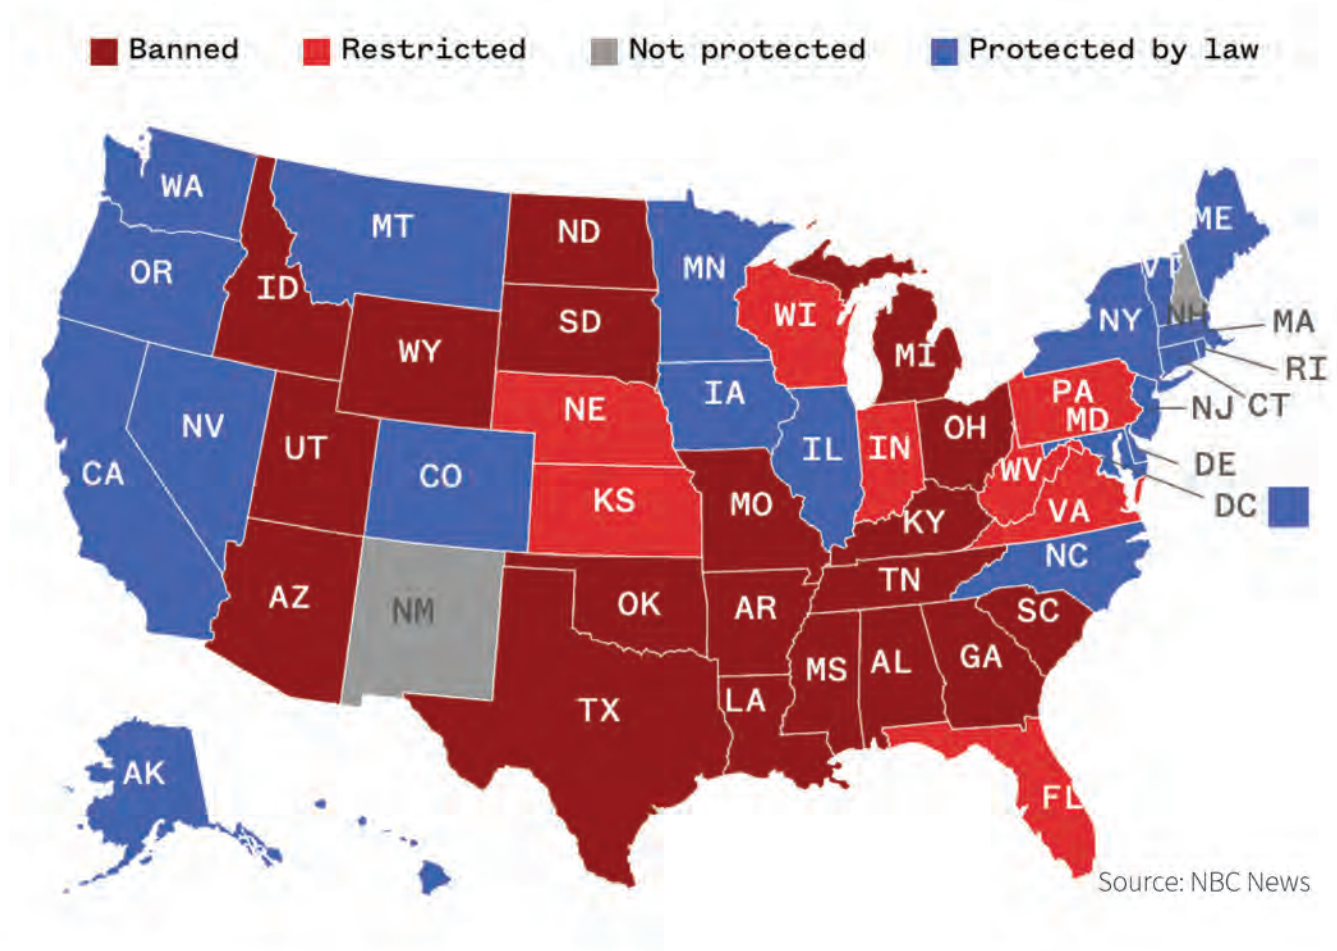 Banned Restricted Not protected Protected by law
WA
ME
MT
ND
VT
MN
OR
ID
NH
WI
SD
NY
MA
WY
MI
RI
PA
IA
NE
NJ
CT
MD
NV
OH
UT
IL
IN
DE
CA
CO
WV
KS
MO
DC
VA
KY
NC
TN
AZ
OK
AR
NM
SC
GA
AL
MS
LA
TX
AK
FL
Source: NBC News